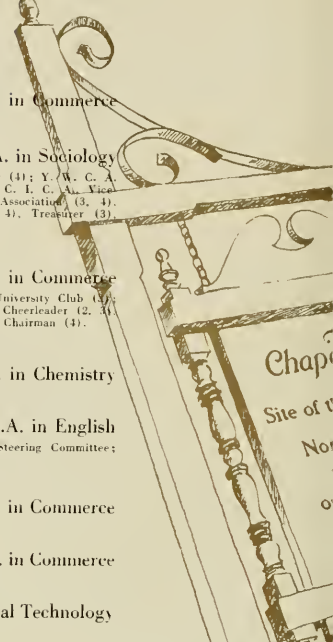 in Commerce
A. in Sociology
(4); Y. W. C. A.
C. I. C. A., Vice
Association (3, 4).
4), Treasurer (3).
in Commerce
University Club (3);
Cheerleader (2, 3).
Chairman (4).
in Chemistry
.A. in English
Steering Committee;
in Commerce
. in Commerce
al Technology
Chap
Site of t
No
o